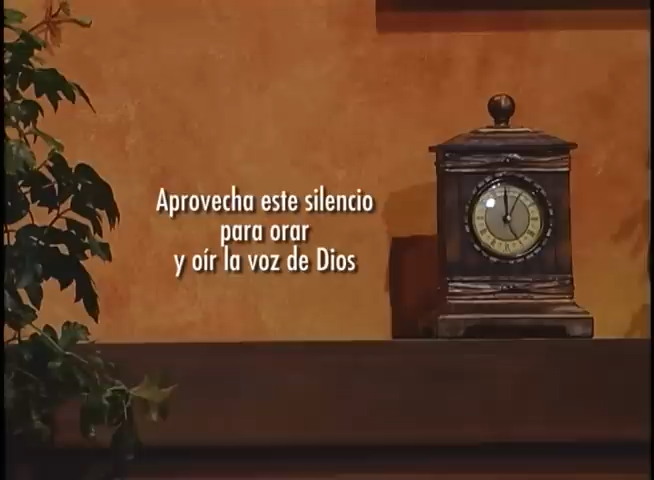 Aprovecha este silencio
para orar
y oír la voz de Dios